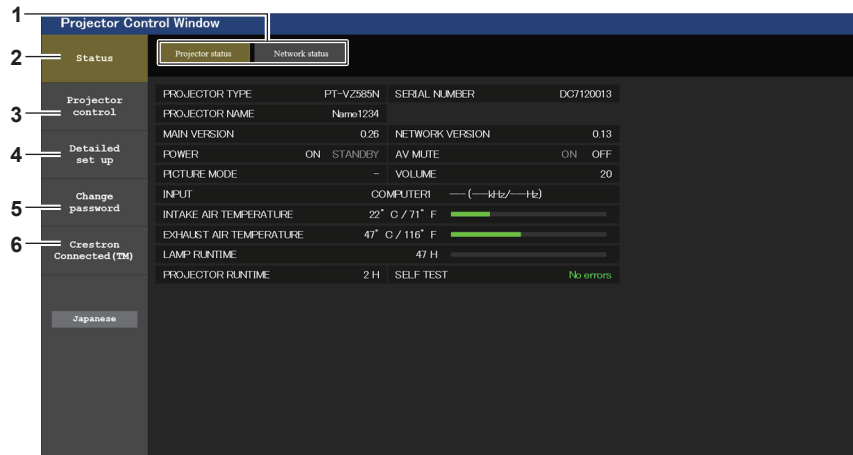 1
Projector Control Window
2
Status
Projector status Network status
3
Projector
control
4
Detailed
set up
5
Change
password
6
Crestron
Connected(TM)
Japanese
PROJECTOR TYPE PT-VZ585N SERIAL NUMBER DC7120013
PROJECTOR NAME Name1234
MAIN VERSION 0.26 NETWORK VERSION 0.13
POWER ON STANDBY AV MUTE ON OFF
PICTURE MODE – VOLUME 20
INPUT COMPUTER1 ---(---kHz/---Hz)
INTAKE AIR TEMPERATURE 22° C / 71° F
EXHAUST AIR TEMPERATURE 47° C / 116° F
LAMP RUNTIME 47 H
PROJECTOR RUNTIME 2 H SELF TEST No errors